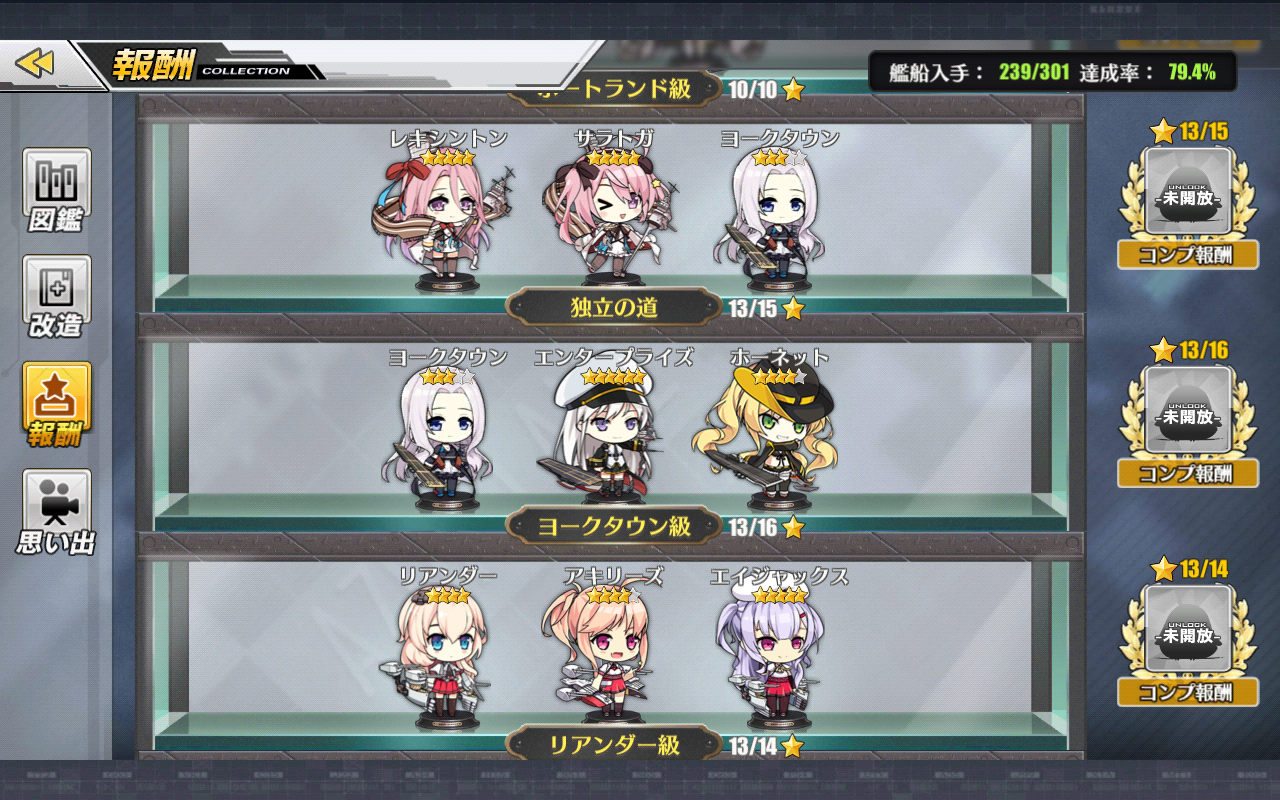 報酬 COLLECTION
艦船入手： 239/301 達成率： 79.4%
ートランド級 10/10
図鑑
改造
報酬
思い出
レキシントン サラトガ ヨークタウン
13/15
UNLOCK
-未開放-
コンプ報酬
独立の道 13/15
ヨークタウン エンタープライズ ホーネット
13/16
UNLOCK
-未開放-
コンプ報酬
ヨークタウン級 13/16
リアンダー アキリーズ エイジャックス
13/14
UNLOCK
-未開放-
コンプ報酬
リアンダー級 13/14